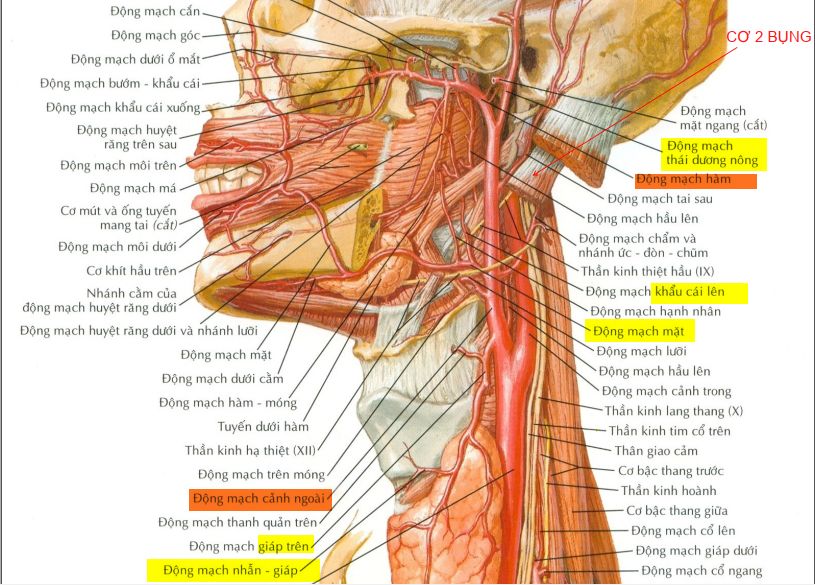 Động mạch cắn
Động mạch góc
Động mạch dưới ổ mắt
Động mạch bướm - khẩu cái
Động mạch khẩu cái xuống
Động mạch huyệt
răng trên sau
Động mạch môi trên
Động mạch má
Cơ mút và ống tuyến
mang tai (cắt)
Động mạch môi dưới
Cơ khít hầu trên
Nhánh cằm của
động mạch huyệt răng dưới
Động mạch huyệt răng dưới và nhánh lưỡi
Động mạch mặt
Động mạch dưới cằm
Động mạch hàm - móng
Tuyến dưới hàm
Thần kinh hạ thiệt (XII)
Động mạch trên móng
Động mạch cảnh ngoài
Động mạch thanh quản trên
Động mạch giáp trên
Động mạch nhẫn - giáp
CƠ 2 BỤNG
Động mạch
mặt ngang (cắt)
Động mạch
thái dương nông
Động mạch hàm
Động mạch tai sau
Động mạch hầu lên
Động mạch chẩm và
nhánh ức - đòn - chũm
Thần kinh thiệt hầu (IX)
Động mạch khẩu cái lên
Động mạch hạnh nhân
Động mạch mặt
Động mạch lưỡi
Động mạch hầu lên
Động mạch cảnh trong
Thần kinh lang thang (X)
Thần kinh tim cổ trên
Thân giao cảm
Cơ bậc thang trước
Thần kinh hoành
Cơ bậc thang giữa
Động mạch cổ lên
Động mạch giáp dưới
Động mạch cổ ngang